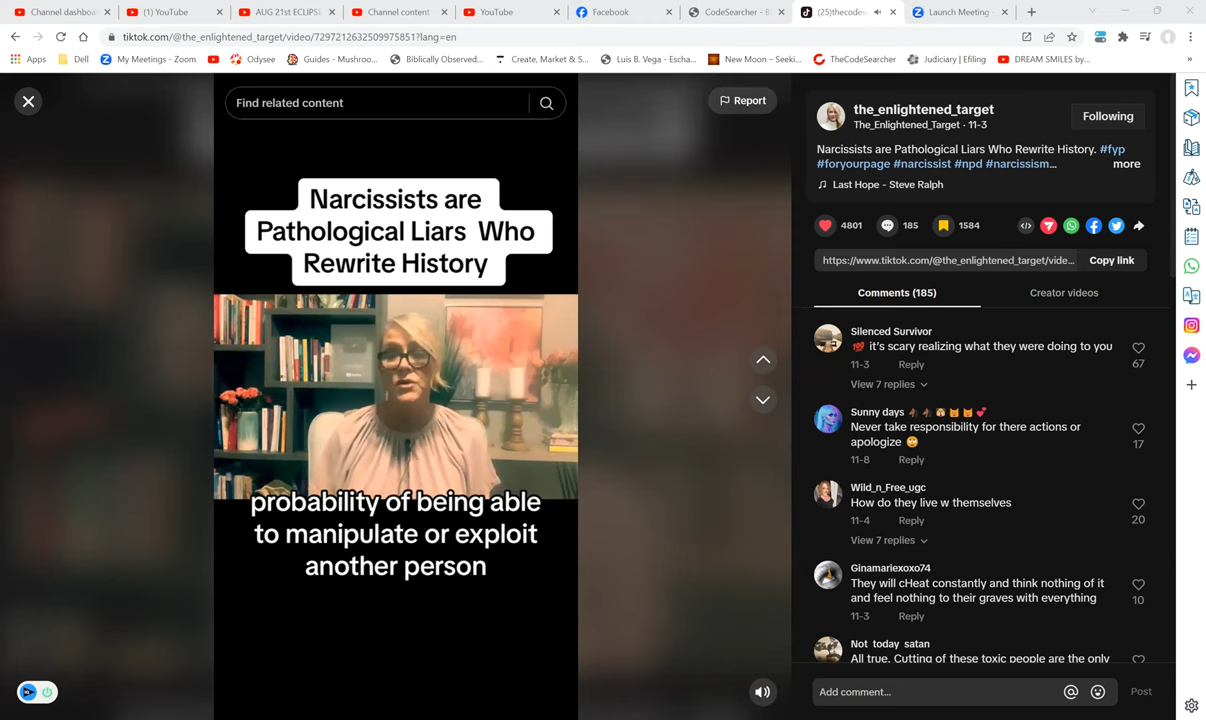 Channel dashboa
(1) YouTube
AUG 21st ECLIPSE
Channel content
YouTube
Facebook
CodeSearcher - B
(25)thecodes
Launch Meeting
tiktok.com/@the_enlightened_target/video/7297212632509975851?lang=en
Apps
Dell
My Meetings - Zoom
Odysee
Guides - Mushroo...
Biblically Observed...
Create, Market & S...
Luis B. Vega - Escha...
New Moon – Seeki...
TheCodeSearcher
Judiciary | Efiling
DREAM SMILES by...
»
Find related content
Report
Narcissists are
Pathological Liars Who
Rewrite History
probability of being able
to manipulate or exploit
another person
the_enlightened_target
The_Enlightened_Target · 11-3
Following
Narcissists are Pathological Liars Who Rewrite History. #fyp
#foryourpage #narcissist #npd #narcissism...
more
Last Hope - Steve Ralph
4801
185
1584
https://www.tiktok.com/@the_enlightened_target/vide...
Copy link
Comments (185)
Creator videos
Silenced Survivor
💯 it's scary realizing what they were doing to you
11-3 Reply
67
View 7 replies
Sunny days
Never take responsibility for there actions or
apologize 🙄
17
11-8 Reply
Wild_n_Free_ugc
How do they live w themselves
11-4 Reply
20
View 7 replies
Ginamariexoxo74
They will cHeat constantly and think nothing of it
and feel nothing to their graves with everything
10
11-3 Reply
Not today satan
All true. Cutting of these toxic people are the only
Add comment...
@
Post